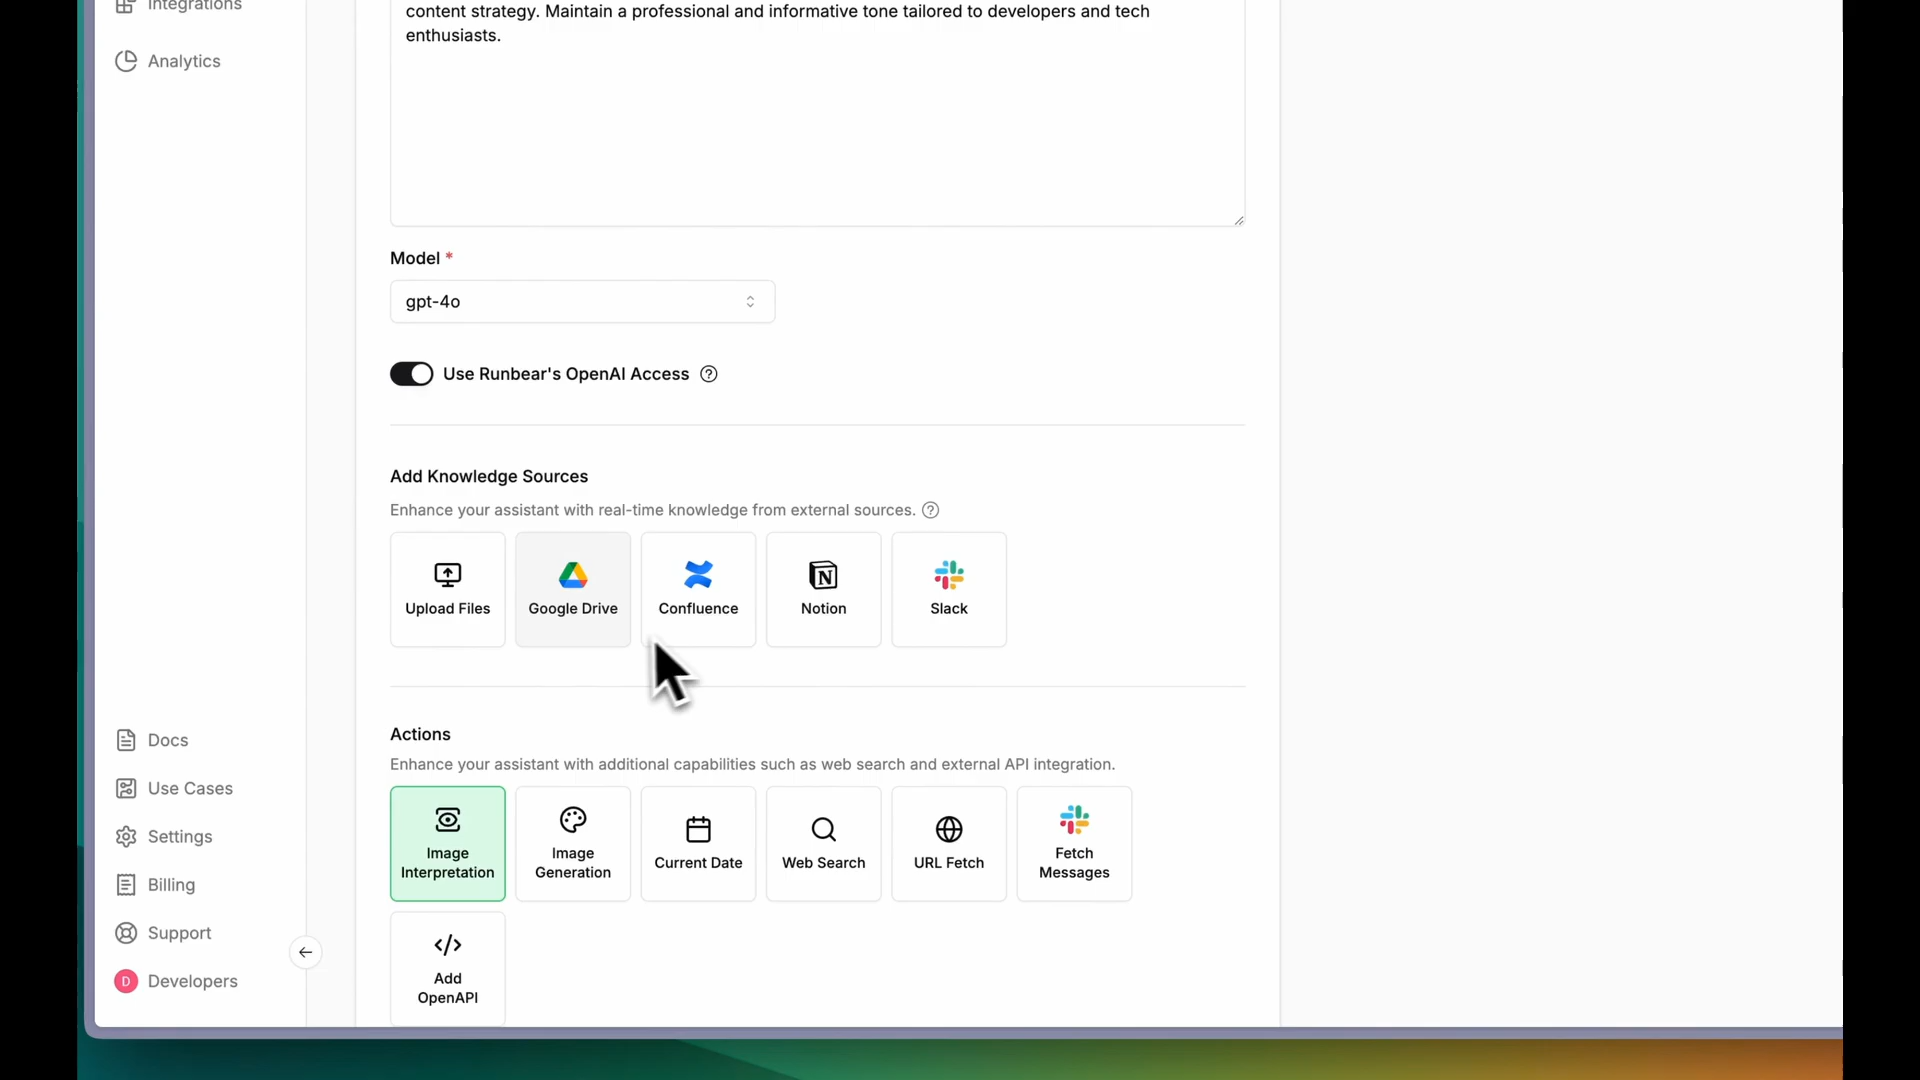 Integrations
Analytics
content strategy. Maintain a professional and informative tone tailored to developers and tech
enthusiasts.
Model *
gpt-4o
Use Runbear's OpenAI Access
Add Knowledge Sources
Enhance your assistant with real-time knowledge from external sources.
Upload Files
Google Drive
Confluence
Notion
Slack
Actions
Enhance your assistant with additional capabilities such as web search and external API integration.
Image
Interpretation
Image
Generation
Current Date
Web Search
URL Fetch
Fetch
Messages
Add
OpenAPI
Docs
Use Cases
Settings
Billing
Support
D Developers